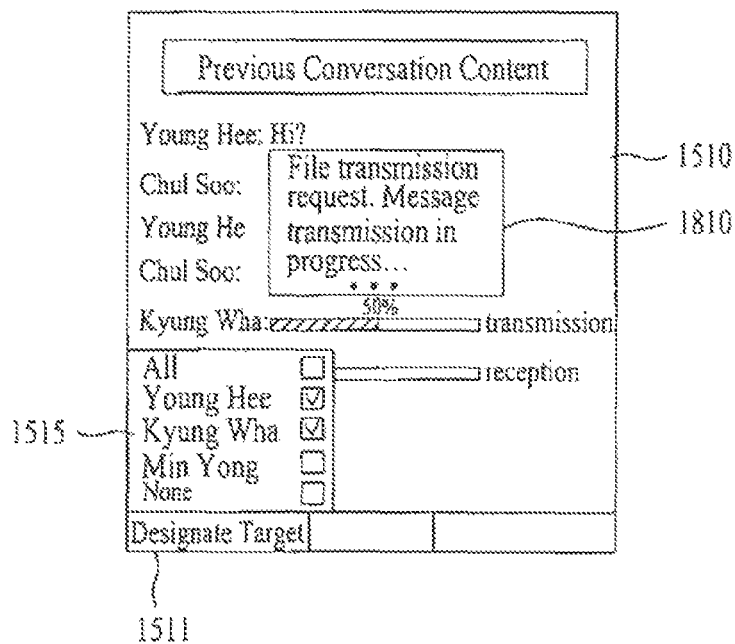 Previous Conversation Content
Young Hee: Hi?
File transmission
request. Message
transmission in
progress...
1510
Chul Soo:
Young He
1810
Chul Soo:
50%
Kyung Wha: transmission
reception
All
Young Hee
1515
Kyung Wha
Min Yong
None
Designate Target
1511